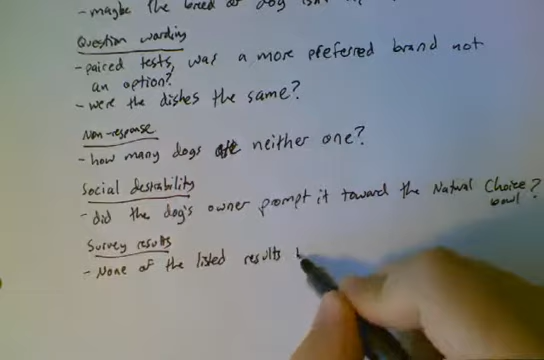 - maybe the breed of dog isn't
Question wording
- paired tests, was a more preferred brand not
an option?
- were the dishes the same?
Non-response
- how many dogs ate neither one?
Social desirability
- did the dog's owner prompt it toward the Natural Choice
bowl?
Survey results
- None of the listed results